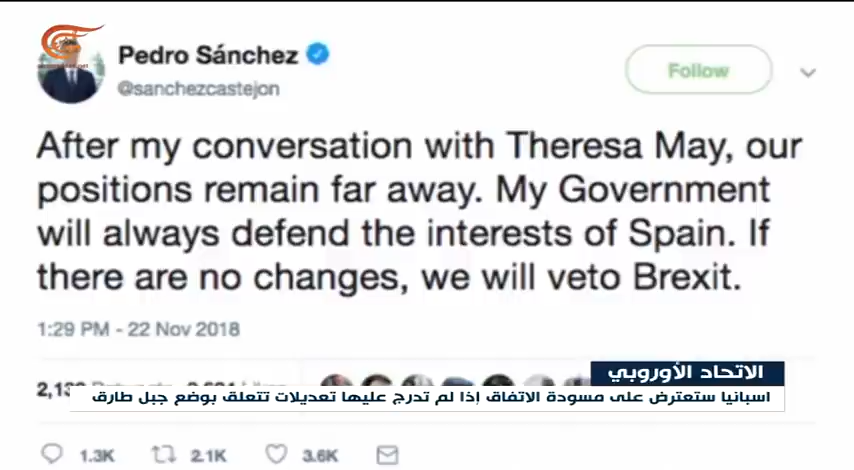 Pedro Sánchez
@sanchezcastejon
Follow
After my conversation with Theresa May, our
positions remain far away. My Government
will always defend the interests of Spain. If
there are no changes, we will veto Brexit.
1:29 PM - 22 Nov 2018
الاتحاد الأوروبي
اسبانيا ستعترض على مسودة الاتفاق إذا لم تدرج عليها تعديلات تتعلق بوضع جبل طارق
1.3K 2.1K 3.6K